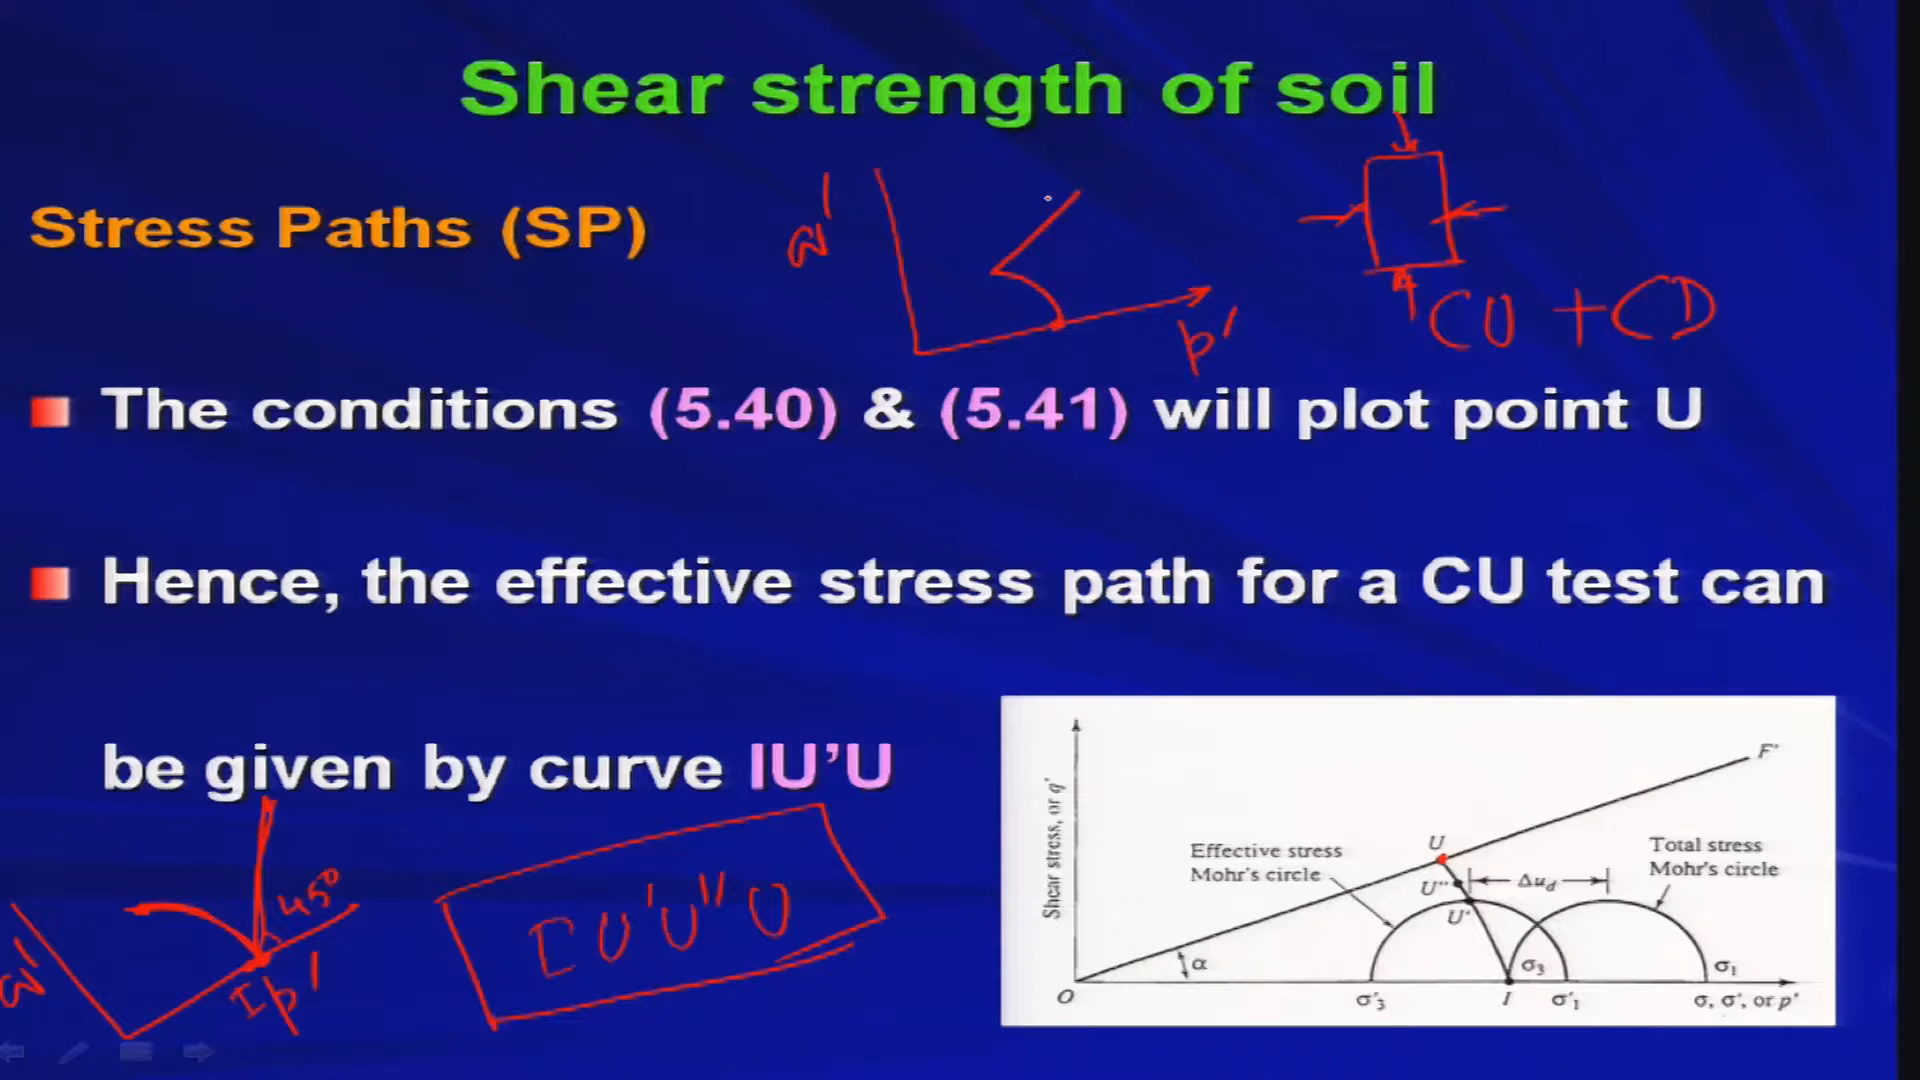 Shear strength of soil
Stress Paths (SP)
q'
p'
CU + CD
The conditions (5.40) & (5.41) will plot point U
Hence, the effective stress path for a CU test can
be given by curve IU’U
45°
q'
I p'
I U' U" U
Shear stress, or q'
F'
Effective stress
Mohr's circle
Total stress
Mohr's circle
U
U"
U'
Δu_d
α
O
σ'₃
I
σ₃
σ'₁
σ₁
σ, σ', or p'